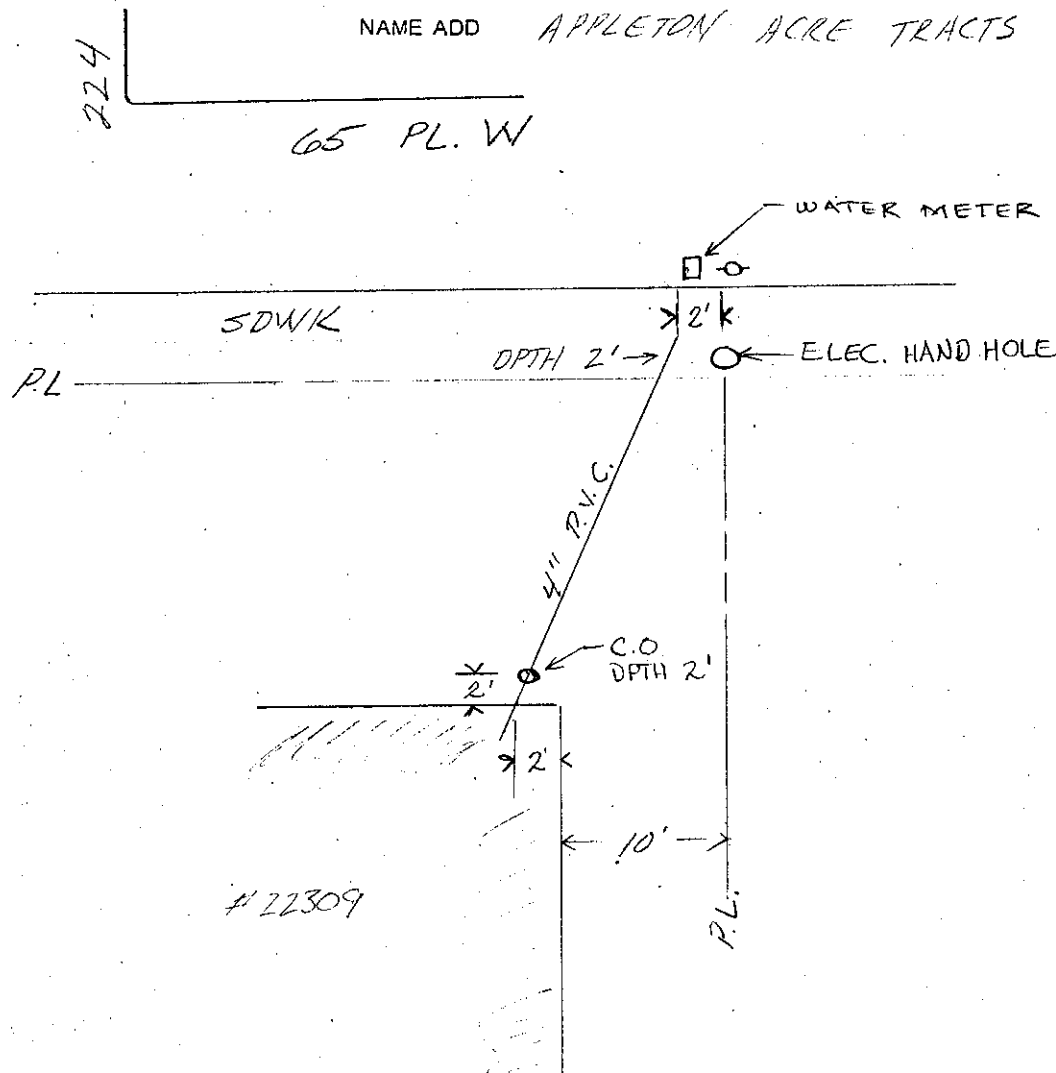 NAME ADD APPLETON ACRE TRACTS
224
65 PL. W
WATER METER
SDWK
2'
DPTH 2'
ELEC. HAND HOLE
P.L
4" P.V.C.
C.O
DPTH 2'
2'
2'
10'
# 22309
P.L.